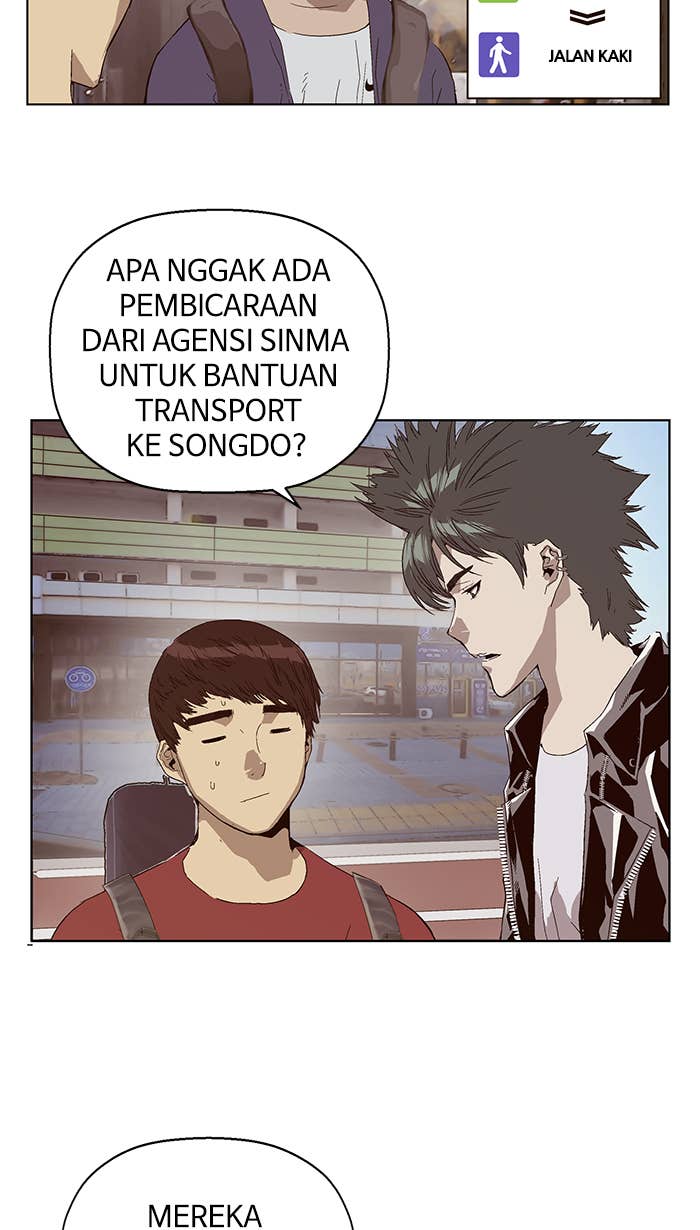 JALAN KAKI
APA NGGAK ADA
PEMBICARAAN
DARI AGENSI SINMA
UNTUK BANTUAN
TRANSPORT
KE SONGDO?
MEREKA